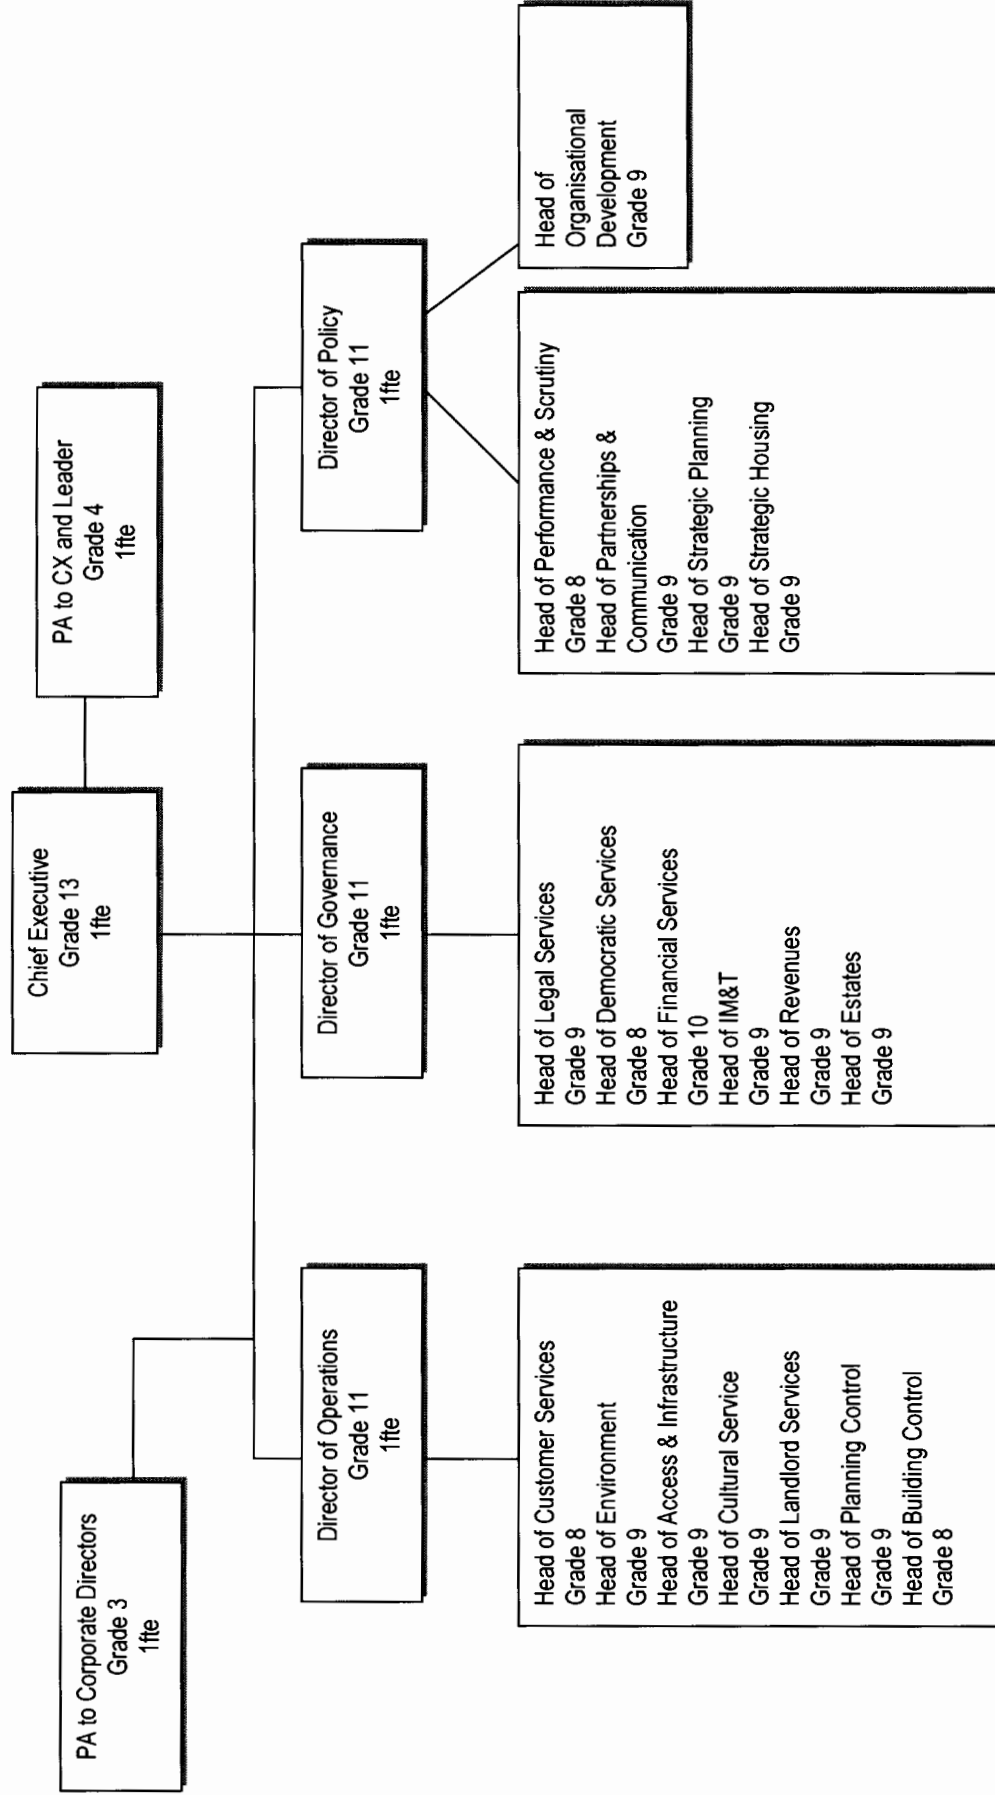 Chief Executive
Grade 13
1fte
PA to CX and Leader
Grade 4
1fte
PA to Corporate Directors
Grade 3
1fte
Director of Operations
Grade 11
1fte
Director of Governance
Grade 11
1fte
Director of Policy
Grade 11
1fte
Head of Customer Services
Grade 8
Head of Environment
Grade 9
Head of Access & Infrastructure
Grade 9
Head of Cultural Service
Grade 9
Head of Landlord Services
Grade 9
Head of Planning Control
Grade 9
Head of Building Control
Grade 8
Head of Legal Services
Grade 9
Head of Democratic Services
Grade 8
Head of Financial Services
Grade 10
Head of IM&T
Grade 9
Head of Revenues
Grade 9
Head of Estates
Grade 9
Head of Performance & Scrutiny
Grade 8
Head of Partnerships &
Communication
Grade 9
Head of Strategic Planning
Grade 9
Head of Strategic Housing
Grade 9
Head of
Organisational
Development
Grade 9